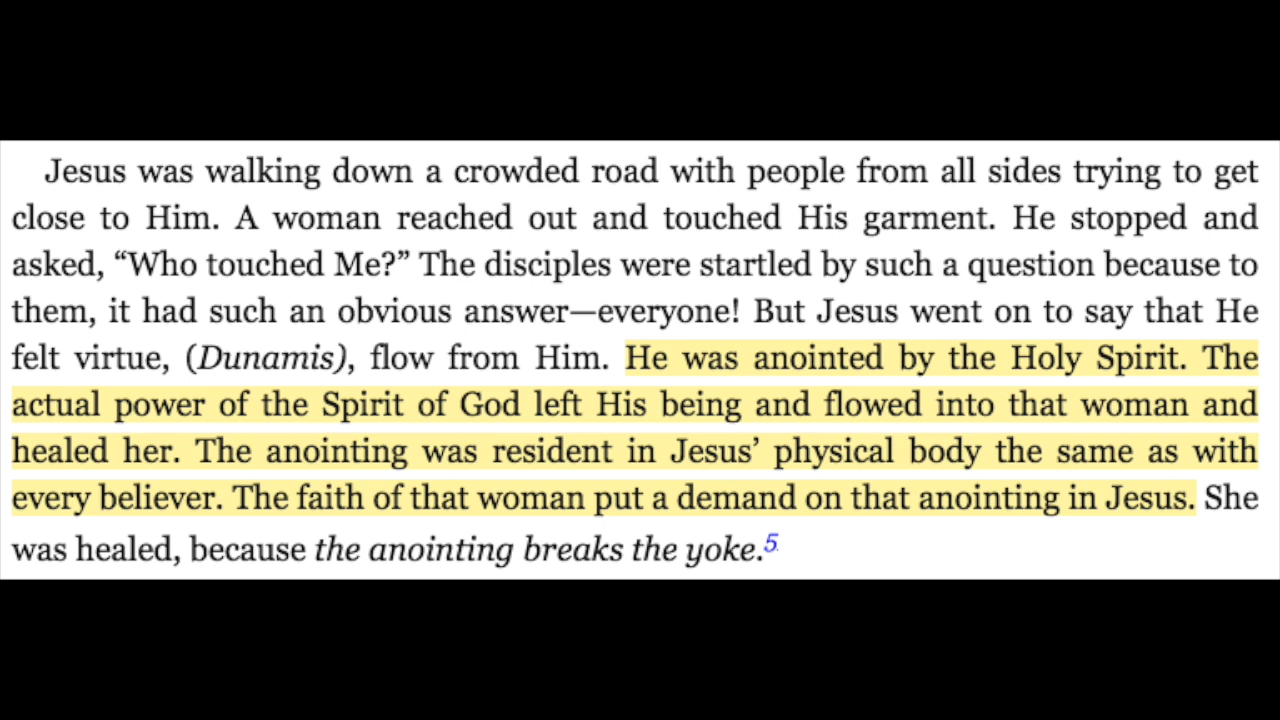 Jesus was walking down a crowded road with people from all sides trying to get
close to Him. A woman reached out and touched His garment. He stopped and
asked, “Who touched Me?” The disciples were startled by such a question because to
them, it had such an obvious answer—everyone! But Jesus went on to say that He
felt virtue, (Dunamis), flow from Him. He was anointed by the Holy Spirit. The
actual power of the Spirit of God left His being and flowed into that woman and
healed her. The anointing was resident in Jesus’ physical body the same as with
every believer. The faith of that woman put a demand on that anointing in Jesus. She
was healed, because the anointing breaks the yoke.5